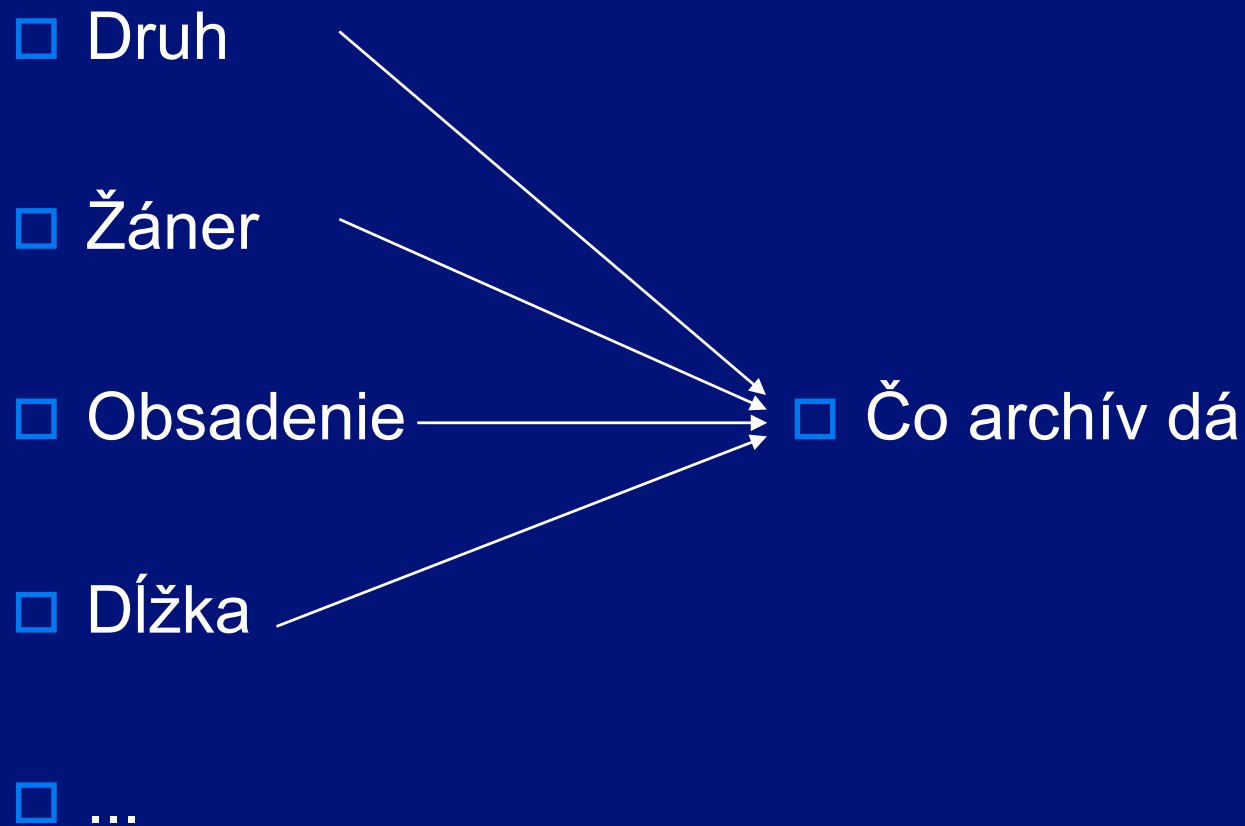 Druh
Žáner
Obsadenie
Čo archív dá
Dĺžka
...